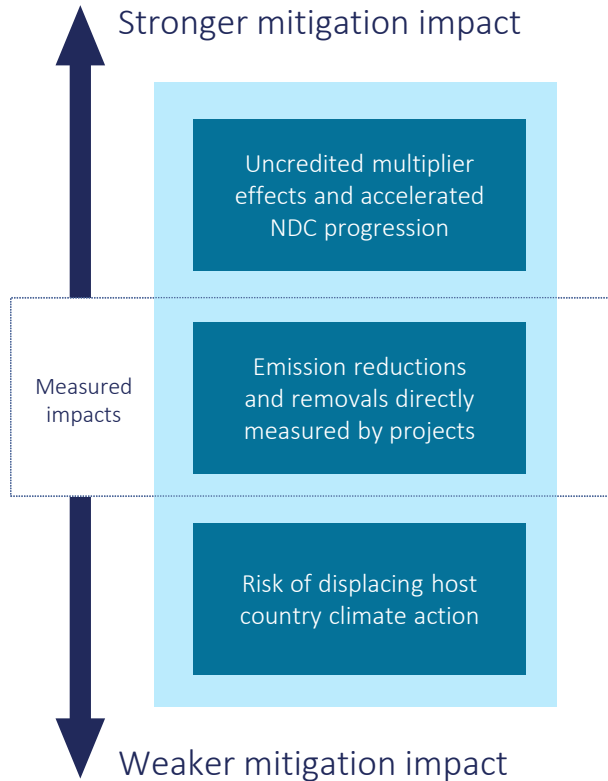 Stronger mitigation impact
Uncredited multiplier
effects and accelerated
NDC progression
Measured
impacts
Emission reductions
and removals directly
measured by projects
Risk of displacing host
country climate action
Weaker mitigation impact